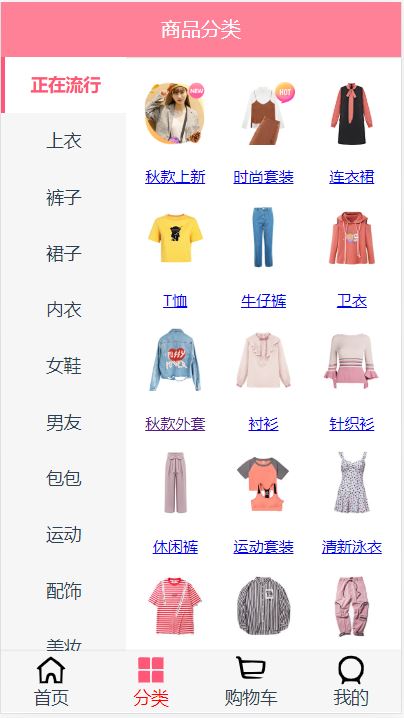 商品分类
正在流行
上衣
裤子
裙子
内衣
女鞋
男友
包包
运动
配饰
美妆
NEW
HOT
秋款上新
时尚套装
连衣裙
T恤
牛仔裤
卫衣
秋款外套
衬衫
针织衫
休闲裤
运动套装
清新泳衣
首页
分类
购物车
我的